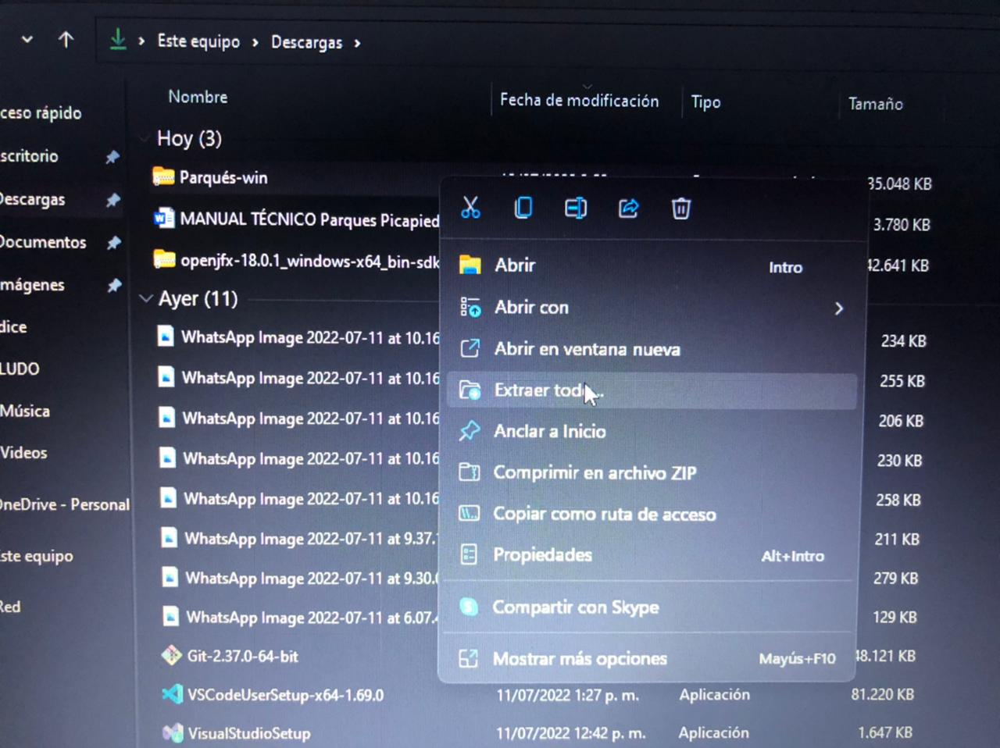 Este equipo > Descargas >
Nombre
Fecha de modificación
Tipo
Tamaño
ceso rápido
scritorio
Descargas
Documentos
mágenes
dice
LUDO
Música
Videos
OneDrive - Personal
ste equipo
Red
Hoy (3)
Parqués-win
35.048 KB
MANUAL TÉCNICO Parques Picapied
3.780 KB
openjfx-18.0.1_windows-x64_bin-sdk
42.641 KB
Ayer (11)
WhatsApp Image 2022-07-11 at 10.16
234 KB
WhatsApp Image 2022-07-11 at 10.16
255 KB
WhatsApp Image 2022-07-11 at 10.16
206 KB
WhatsApp Image 2022-07-11 at 10.16
230 KB
WhatsApp Image 2022-07-11 at 10.16
258 KB
WhatsApp Image 2022-07-11 at 9.37.
211 KB
WhatsApp Image 2022-07-11 at 9.30.
279 KB
WhatsApp Image 2022-07-11 at 6.07.4
129 KB
Git-2.37.0-64-bit
48.121 KB
VSCodeUserSetup-x64-1.69.0
11/07/2022 1:27 p. m.
Aplicación
81.220 KB
VisualStudioSetup
11/07/2022 12:42 p. m.
Aplicación
1.647 KB
Abrir
Intro
Abrir con
Abrir en ventana nueva
Extraer tod...
Anclar a Inicio
Comprimir en archivo ZIP
Copiar como ruta de acceso
Propiedades
Alt+Intro
Compartir con Skype
Mostrar más opciones
Mayús+F10